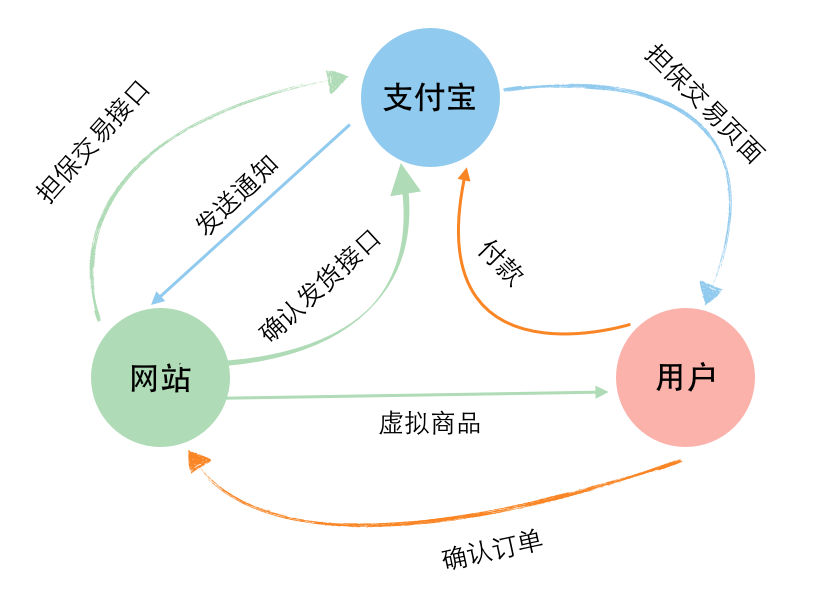 支付宝
担保交易接口
担保交易页面
发送通知
确认发货接口
付款
网站
用户
虚拟商品
确认订单